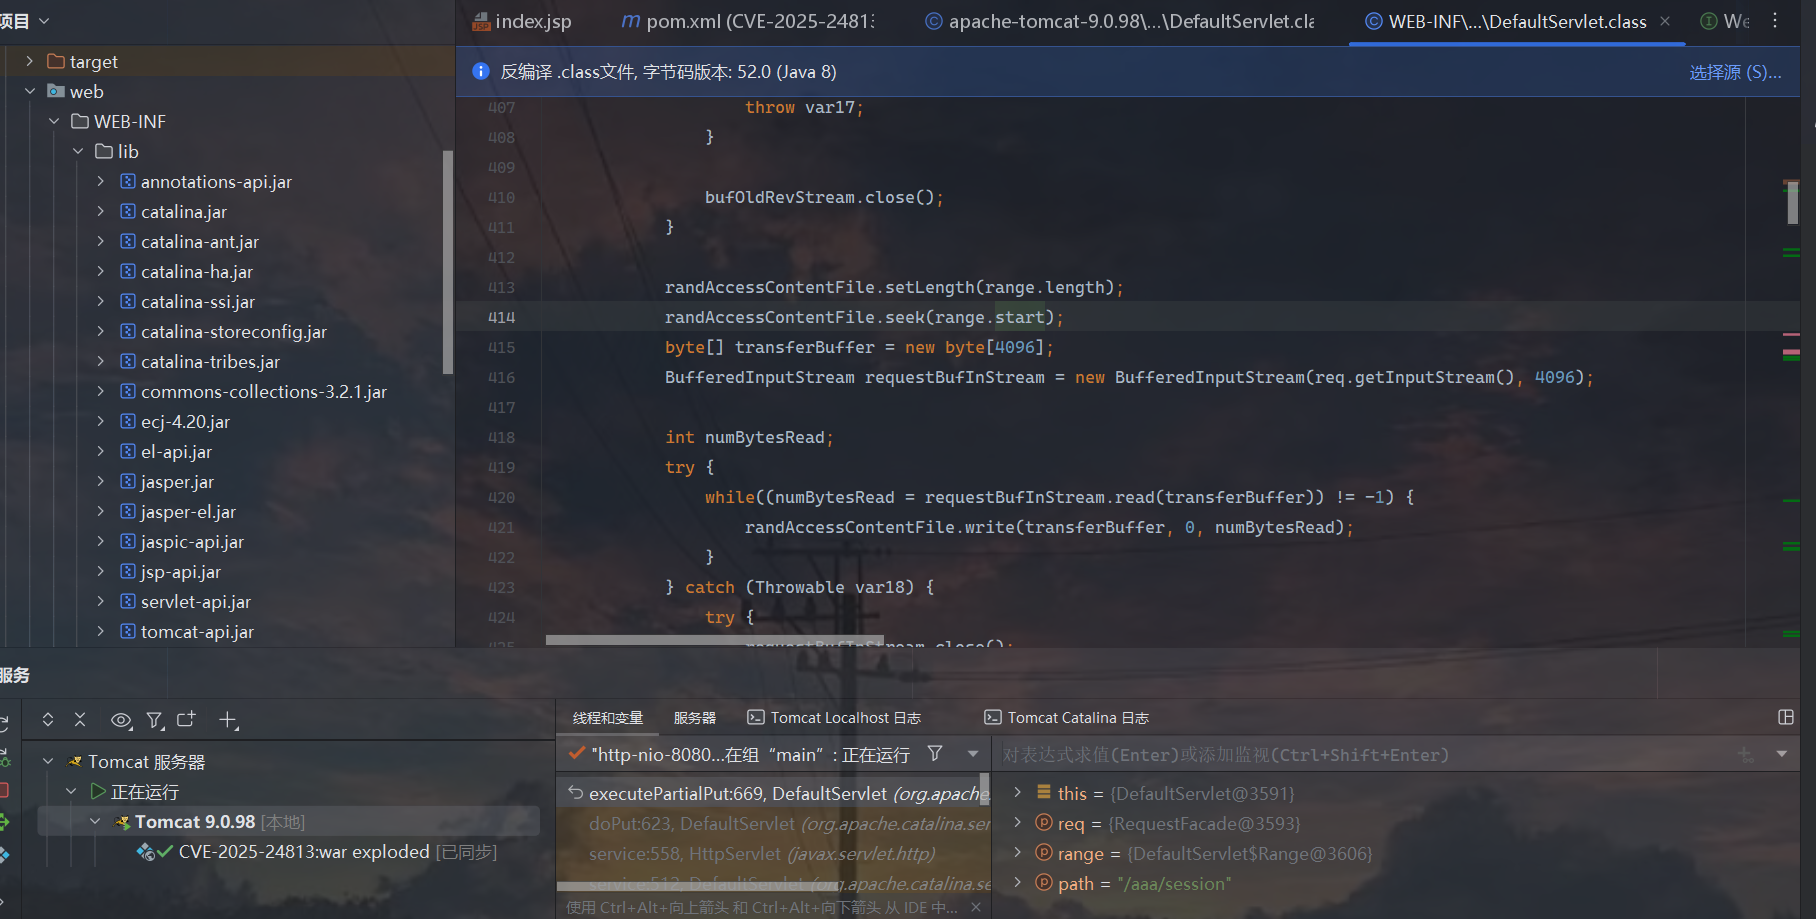 项目
index.jsp
pom.xml (CVE-2025-24813
apache-tomcat-9.0.98\...\DefaultServlet.cla
WEB-INF\...\DefaultServlet.class
We
target
web
WEB-INF
lib
annotations-api.jar
catalina.jar
catalina-ant.jar
catalina-ha.jar
catalina-ssi.jar
catalina-storeconfig.jar
catalina-tribes.jar
commons-collections-3.2.1.jar
ecj-4.20.jar
el-api.jar
jasper.jar
jasper-el.jar
jaspic-api.jar
jsp-api.jar
servlet-api.jar
tomcat-api.jar
反编译 .class文件, 字节码版本: 52.0 (Java 8)
选择源 (S)...
407 throw var17;
408 }
409
410 bufOldRevStream.close();
411 }
412
413 randAccessContentFile.setLength(range.length);
414 randAccessContentFile.seek(range.start);
415 byte[] transferBuffer = new byte[4096];
416 BufferedInputStream requestBufInStream = new BufferedInputStream(req.getInputStream(), 4096);
417
418 int numBytesRead;
419 try {
420 while((numBytesRead = requestBufInStream.read(transferBuffer)) != -1) {
421 randAccessContentFile.write(transferBuffer, 0, numBytesRead);
422 }
423 } catch (Throwable var18) {
424 try {
425 requestBufInStream.close();
服务
Tomcat 服务器
正在运行
Tomcat 9.0.98 [本地]
CVE-2025-24813:war exploded [已同步]
线程和变量
服务器
Tomcat Localhost 日志
Tomcat Catalina 日志
"http-nio-8080...在组 “main”: 正在运行
executePartialPut:669, DefaultServlet (org.apache.
doPut:623, DefaultServlet (org.apache.catalina.ser
service:558, HttpServlet (javax.servlet.http)
service:512, DefaultServlet (org.apache.catalina.se
使用 Ctrl+Alt+向上箭头 和 Ctrl+Alt+向下箭头 从 IDE 中...
对表达式求值(Enter)或添加监视(Ctrl+Shift+Enter)
this = {DefaultServlet@3591}
req = {RequestFacade@3593}
range = {DefaultServlet$Range@3606}
path = "/aaa/session"